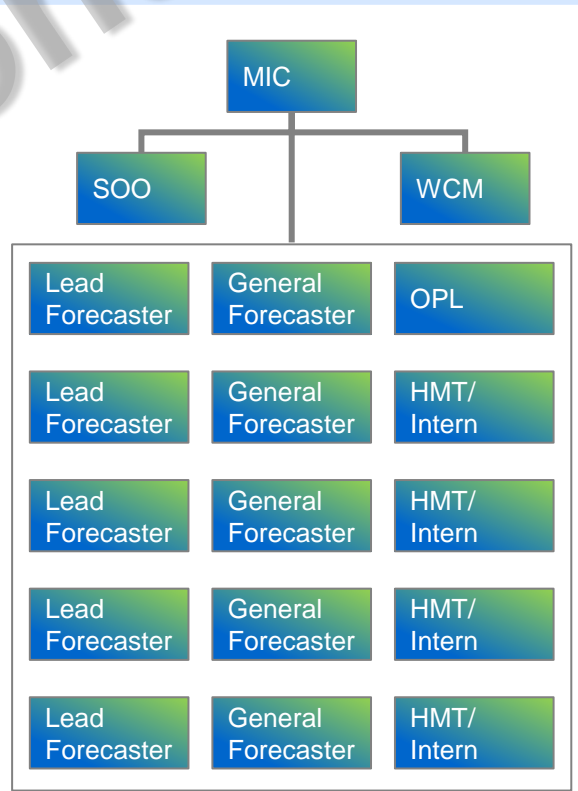 MIC
SOO
WCM
Lead
Forecaster
General
Forecaster
OPL
Lead
Forecaster
General
Forecaster
HMT/
Intern
Lead
Forecaster
General
Forecaster
HMT/
Intern
Lead
Forecaster
General
Forecaster
HMT/
Intern
Lead
Forecaster
General
Forecaster
HMT/
Intern